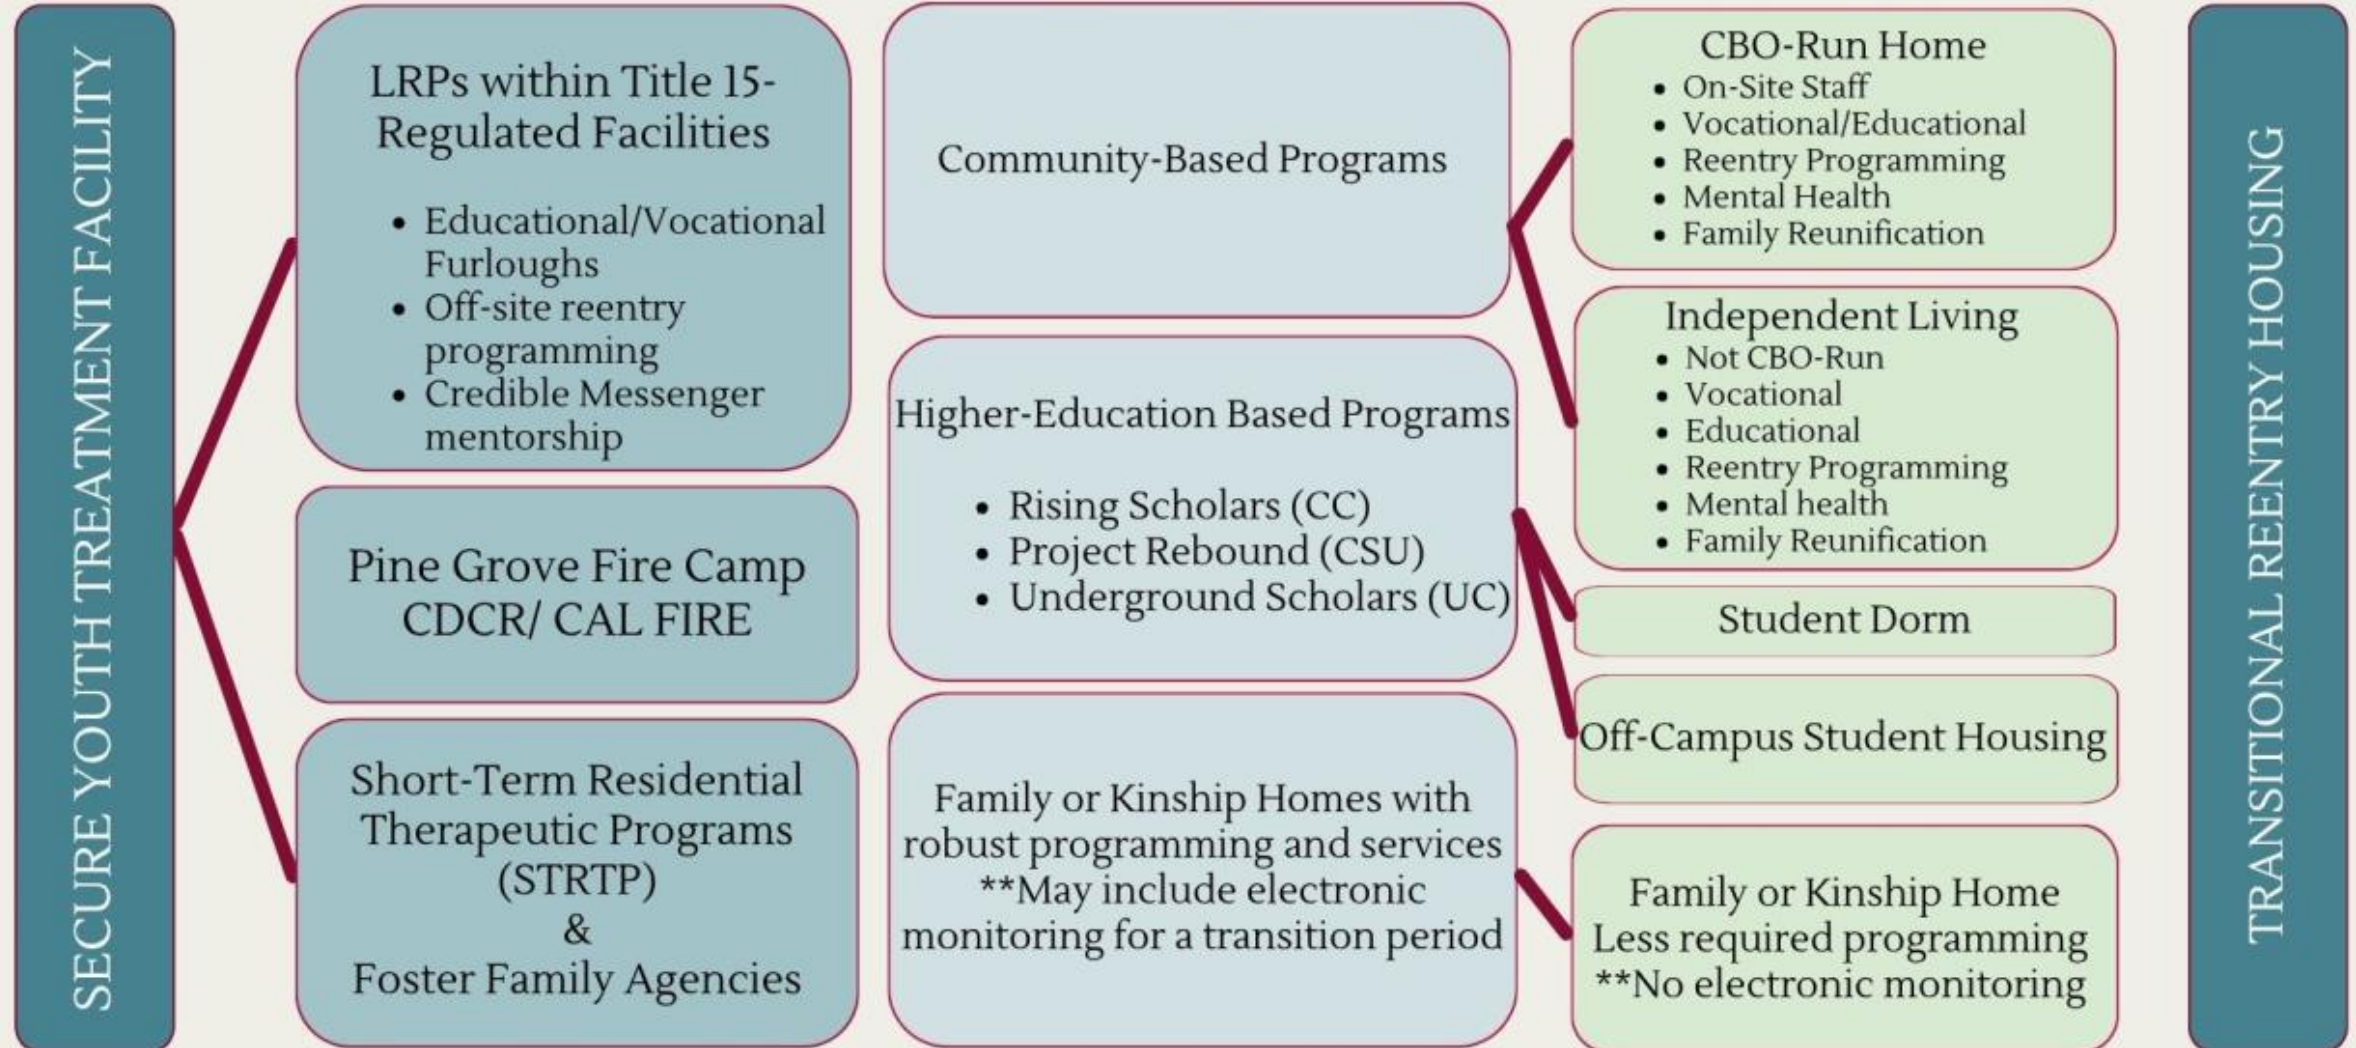 SECURE YOUTH TREATMENT FACILITY
LRPs within Title 15-
Regulated Facilities
• Educational/Vocational
Furloughs
• Off-site reentry
programming
• Credible Messenger
mentorship
Pine Grove Fire Camp
CDCR/ CAL FIRE
Short-Term Residential
Therapeutic Programs
(STRTP)
&
Foster Family Agencies
Community-Based Programs
Higher-Education Based Programs
• Rising Scholars (CC)
• Project Rebound (CSU)
• Underground Scholars (UC)
Family or Kinship Homes with
robust programming and services
**May include electronic
monitoring for a transition period
CBO-Run Home
• On-Site Staff
• Vocational/Educational
• Reentry Programming
• Mental Health
• Family Reunification
Independent Living
• Not CBO-Run
• Vocational
• Educational
• Reentry Programming
• Mental health
• Family Reunification
Student Dorm
Off-Campus Student Housing
Family or Kinship Home
Less required programming
**No electronic monitoring
TRANSITIONAL REENTRY HOUSING